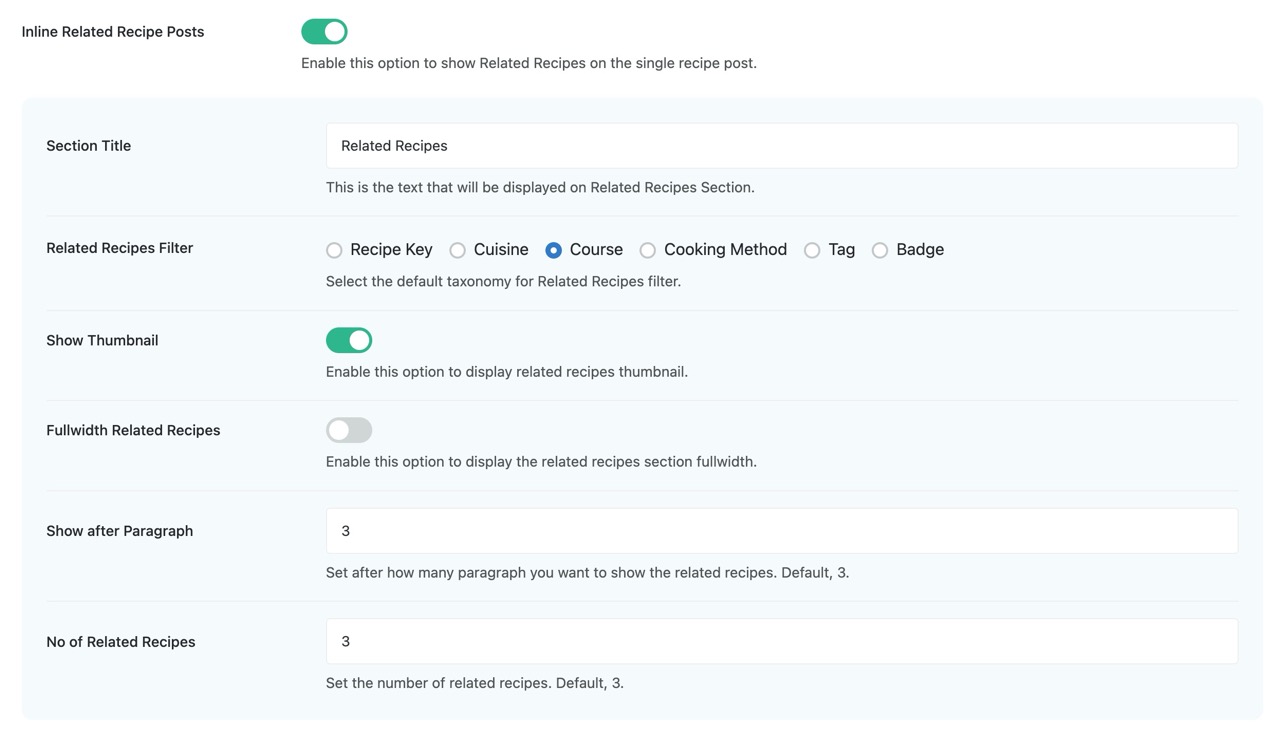 Inline Related Recipe Posts
Enable this option to show Related Recipes on the single recipe post.
Section Title
Related Recipes
This is the text that will be displayed on Related Recipes Section.
Related Recipes Filter
Recipe Key Cuisine Course Cooking Method Tag Badge
Select the default taxonomy for Related Recipes filter.
Show Thumbnail
Enable this option to display related recipes thumbnail.
Fullwidth Related Recipes
Enable this option to display the related recipes section fullwidth.
Show after Paragraph
3
Set after how many paragraph you want to show the related recipes. Default, 3.
No of Related Recipes
3
Set the number of related recipes. Default, 3.